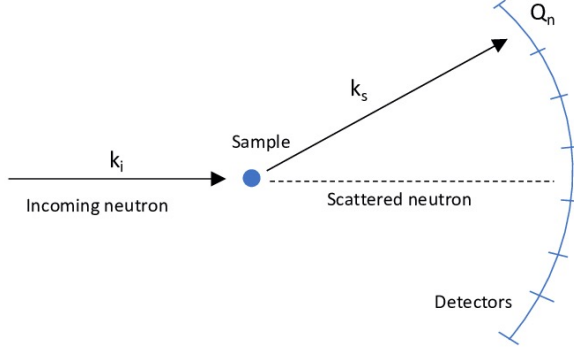 Qₙ
kₛ
Sample
kᵢ
Incoming neutron
Scattered neutron
Detectors